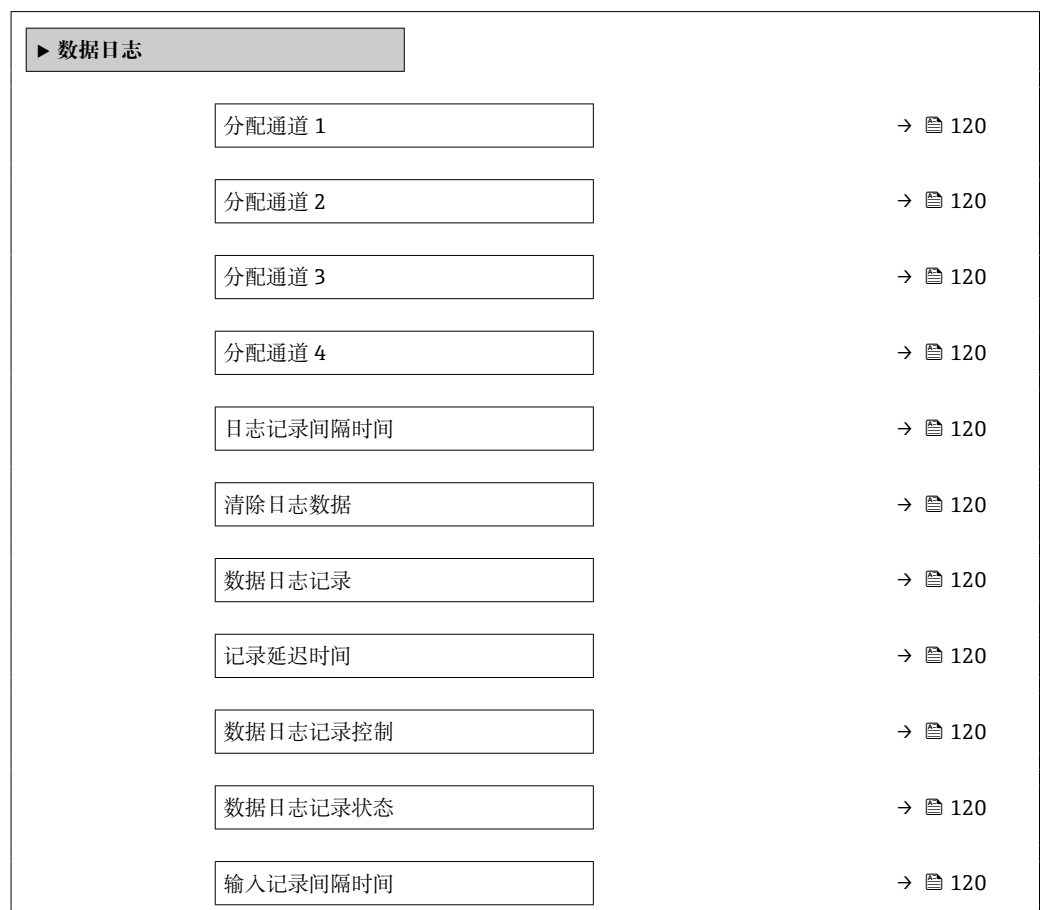 ▶ 数据日志
分配通道 1 → 120
分配通道 2 → 120
分配通道 3 → 120
分配通道 4 → 120
日志记录间隔时间 → 120
清除日志数据 → 120
数据日志记录 → 120
记录延迟时间 → 120
数据日志记录控制 → 120
数据日志记录状态 → 120
输入记录间隔时间 → 120